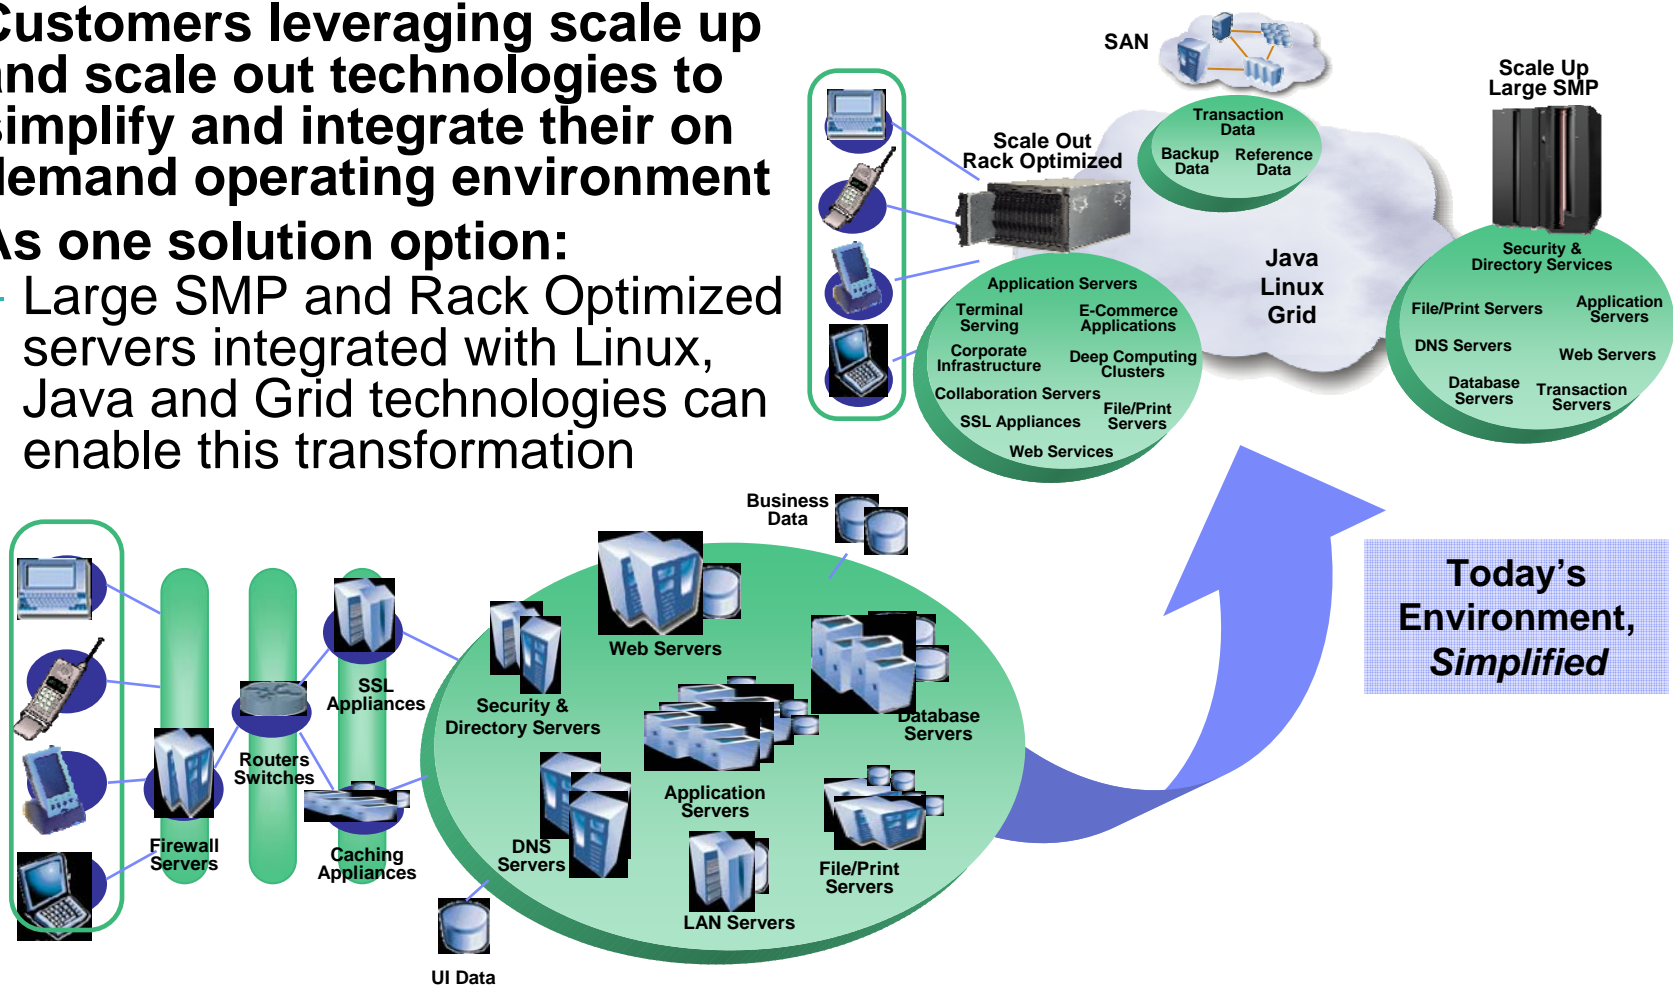 Customers leveraging scale up
and scale out technologies to
simplify and integrate their on
demand operating environment
As one solution option:
– Large SMP and Rack Optimized
servers integrated with Linux,
Java and Grid technologies can
enable this transformation
SAN
Scale Up
Large SMP
Scale Out
Rack Optimized
Transaction
Data
Backup
Data
Reference
Data
Java
Linux
Grid
Application Servers
Terminal
Serving
E-Commerce
Applications
Corporate
Infrastructure
Deep Computing
Clusters
Collaboration Servers
SSL Appliances
File/Print
Servers
Web Services
Security &
Directory Services
File/Print Servers
Application
Servers
DNS Servers
Web Servers
Database
Servers
Transaction
Servers
Today’s
Environment,
Simplified
Business
Data
Web Servers
SSL
Appliances
Security &
Directory Servers
Database
Servers
Routers
Switches
Application
Servers
Firewall
Servers
Caching
Appliances
DNS
Servers
File/Print
Servers
LAN Servers
UI Data